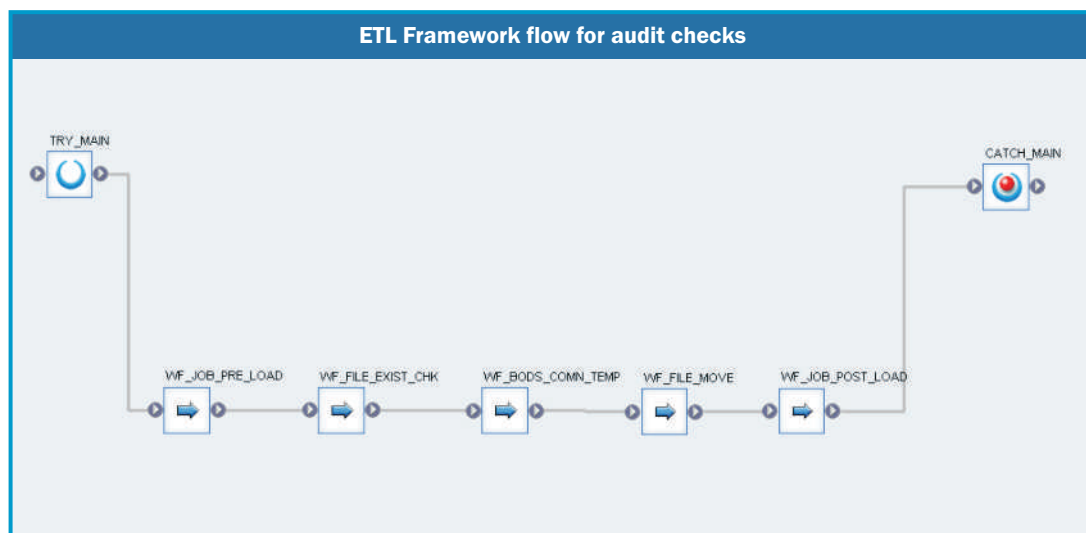 ETL Framework flow for audit checks
TRY_MAIN
CATCH_MAIN
WF_JOB_PRE_LOAD
WF_FILE_EXIST_CHK
WF_BODS_COMN_TEMP
WF_FILE_MOVE
WF_JOB_POST_LOAD